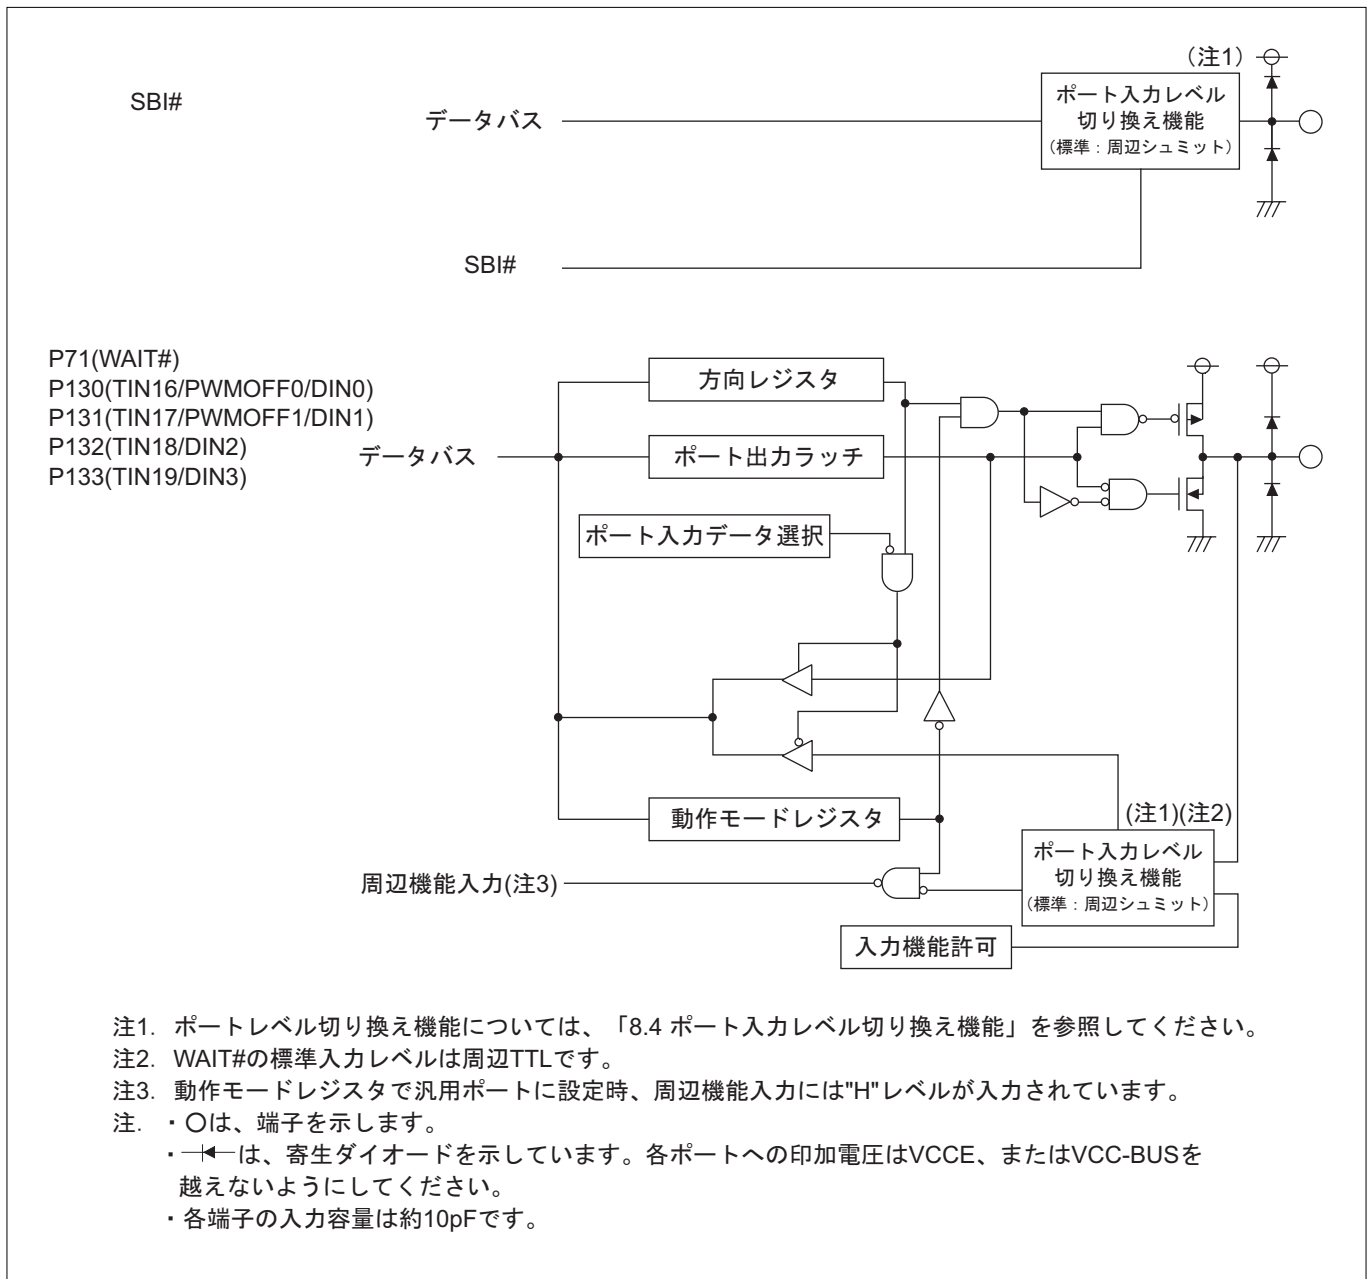 SBI#
データバス
(注1)
ポート入力レベル
切り換え機能
(標準：周辺シュミット)
SBI#
P71(WAIT#)
P130(TIN16/PWMOFF0/DIN0)
P131(TIN17/PWMOFF1/DIN1)
P132(TIN18/DIN2)
P133(TIN19/DIN3)
データバス
方向レジスタ
ポート出力ラッチ
ポート入力データ選択
動作モードレジスタ
周辺機能入力(注3)
(注1)(注2)
ポート入力レベル
切り換え機能
(標準：周辺シュミット)
入力機能許可
注1. ポートレベル切り換え機能については、「8.4 ポート入力レベル切り換え機能」を参照してください。
注2. WAIT#の標準入力レベルは周辺TTLです。
注3. 動作モードレジスタで汎用ポートに設定時、周辺機能入力には"H"レベルが入力されています。
注. ・○は、端子を示します。
・は、寄生ダイオードを示しています。各ポートへの印加電圧はVCCE、またはVCC-BUSを
越えないようにしてください。
・各端子の入力容量は約10pFです。